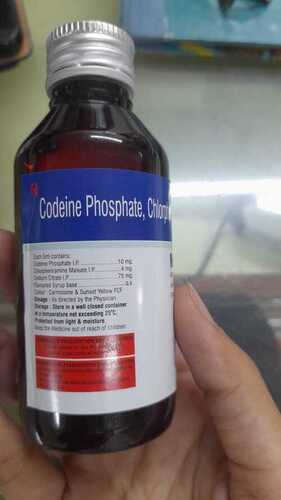 Codeine Phosphate, Chlorp
Each 5ml contains:
Codeine Phosphate I.P. 10 mg
Chlorpheniramine Maleate I.P. 4 mg
Sodium Citrate I.P. 75 mg
Flavoured Syrup base q.s
Colour : Carmoisine & Sunset Yellow FCF
Dosage : As directed by the Physician
Storage : Store in a well closed container
at a temperature not exceeding 25°C.
Protected from light & moisture.
Keep the Medicine out of reach of children.